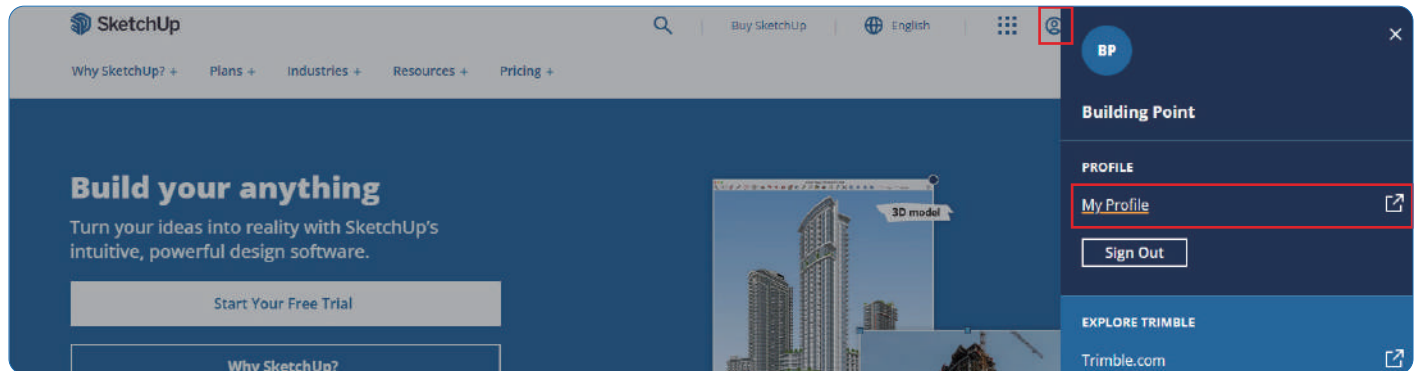 SketchUp
Buy SketchUp
English
Why SketchUp? +
Plans +
Industries +
Resources +
Pricing +
Build your anything
Turn your ideas into reality with SketchUp's
intuitive, powerful design software.
Start Your Free Trial
Why SketchUp?
3D model
BP
Building Point
PROFILE
My Profile
Sign Out
EXPLORE TRIMBLE
Trimble.com